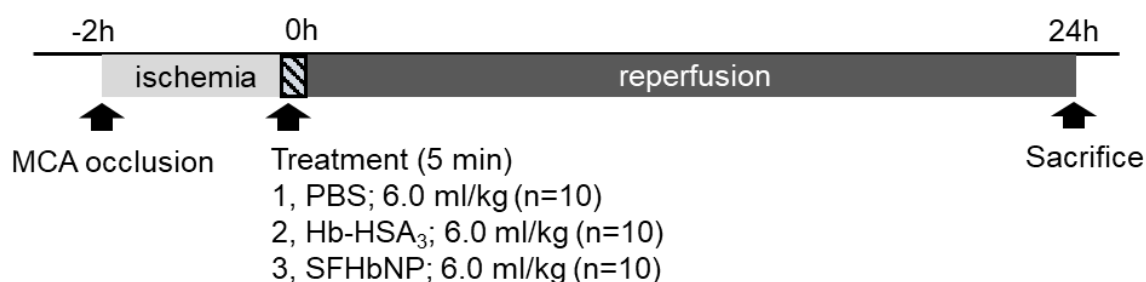 -2h 0h 24h
ischemia reperfusion
MCA occlusion Treatment (5 min) Sacrifice
1, PBS; 6.0 ml/kg (n=10)
2, Hb-HSA₃; 6.0 ml/kg (n=10)
3, SFHbNP; 6.0 ml/kg (n=10)